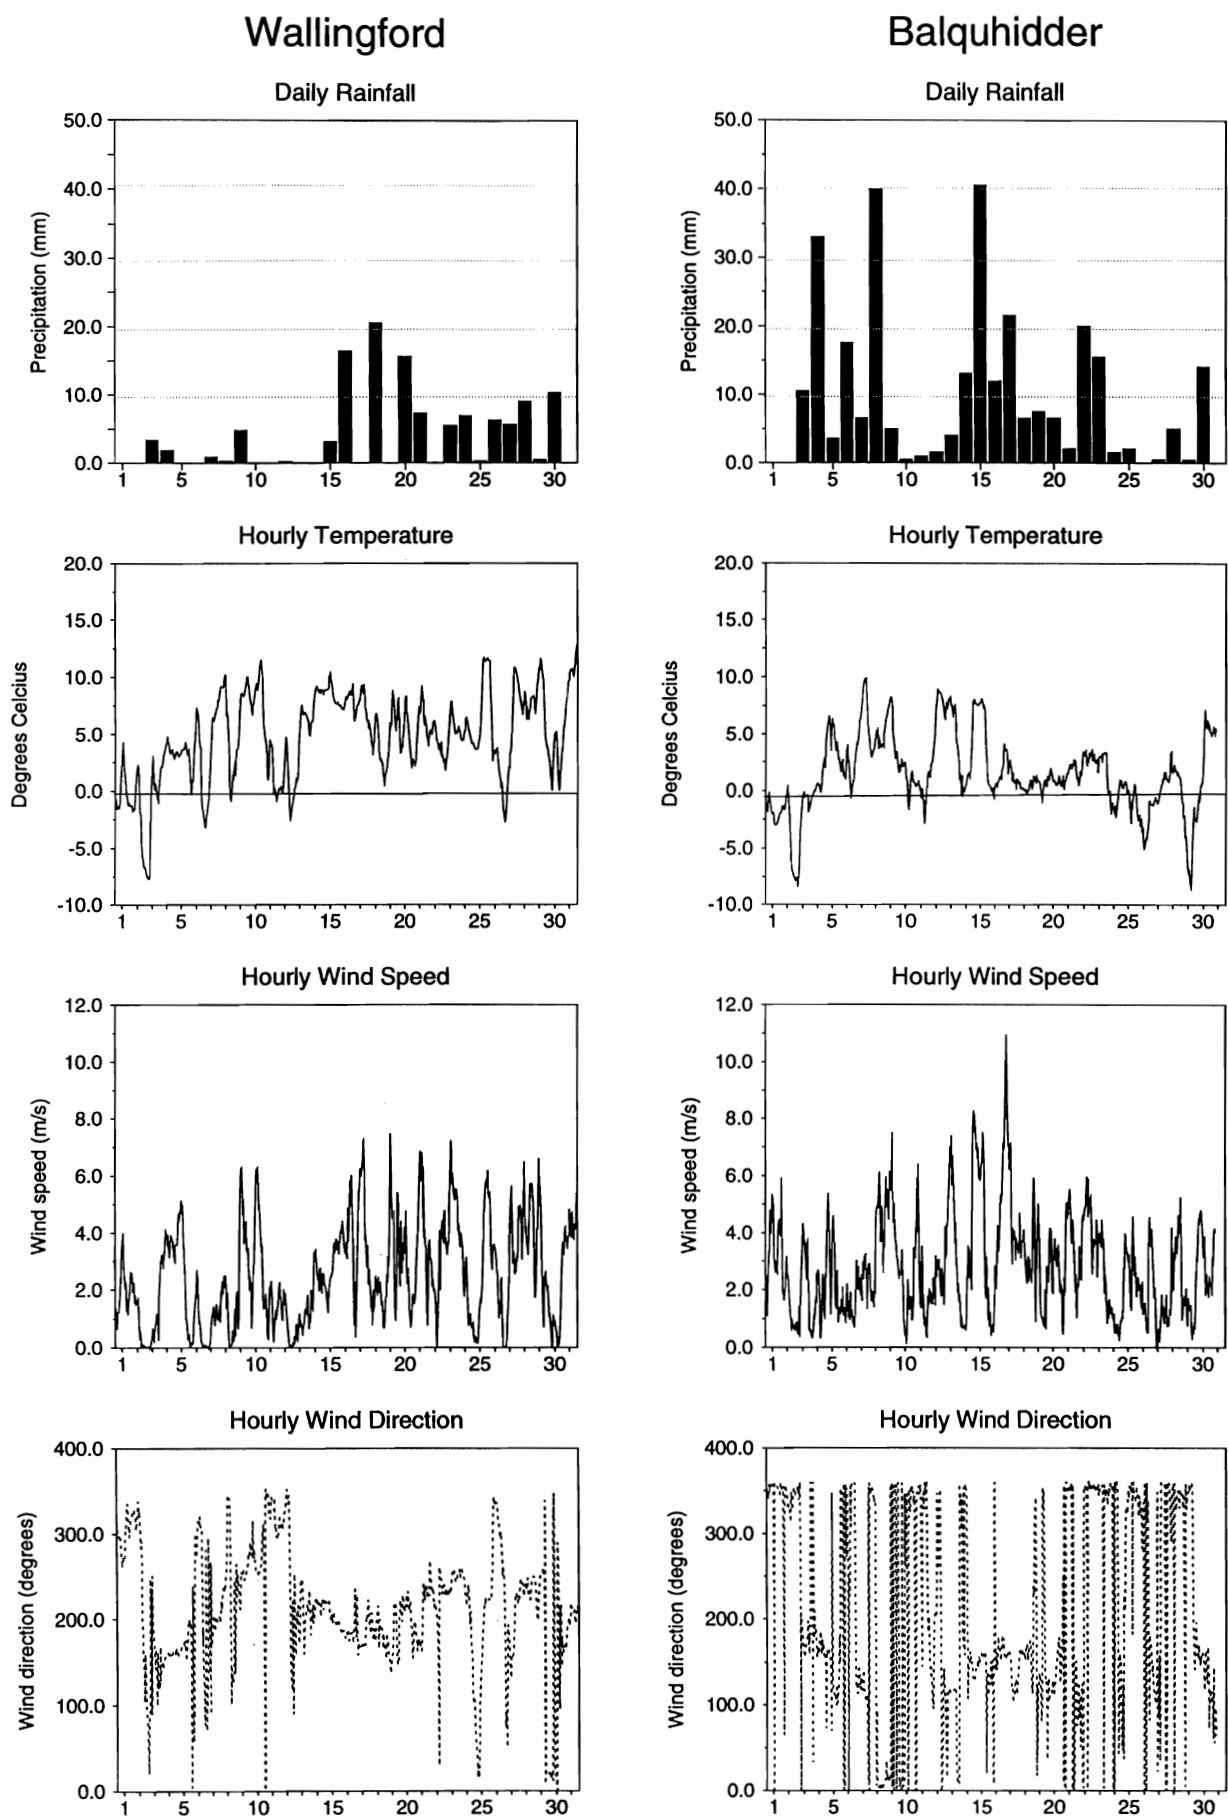 Wallingford
Daily Rainfall
Precipitation (mm)
50.0
40.0
30.0
20.0
10.0
0.0
1 5 10 15 20 25 30
Hourly Temperature
Degrees Celcius
20.0
15.0
10.0
5.0
0.0
-5.0
-10.0
1 5 10 15 20 25 30
Hourly Wind Speed
Wind speed (m/s)
12.0
10.0
8.0
6.0
4.0
2.0
0.0
1 5 10 15 20 25 30
Hourly Wind Direction
Wind direction (degrees)
400.0
300.0
200.0
100.0
0.0
1 5 10 15 20 25 30
Balquhidder
Daily Rainfall
Precipitation (mm)
50.0
40.0
30.0
20.0
10.0
0.0
1 5 10 15 20 25 30
Hourly Temperature
Degrees Celcius
20.0
15.0
10.0
5.0
0.0
-5.0
-10.0
1 5 10 15 20 25 30
Hourly Wind Speed
Wind speed (m/s)
12.0
10.0
8.0
6.0
4.0
2.0
0.0
1 5 10 15 20 25 30
Hourly Wind Direction
Wind direction (degrees)
400.0
300.0
200.0
100.0
0.0
1 5 10 15 20 25 30